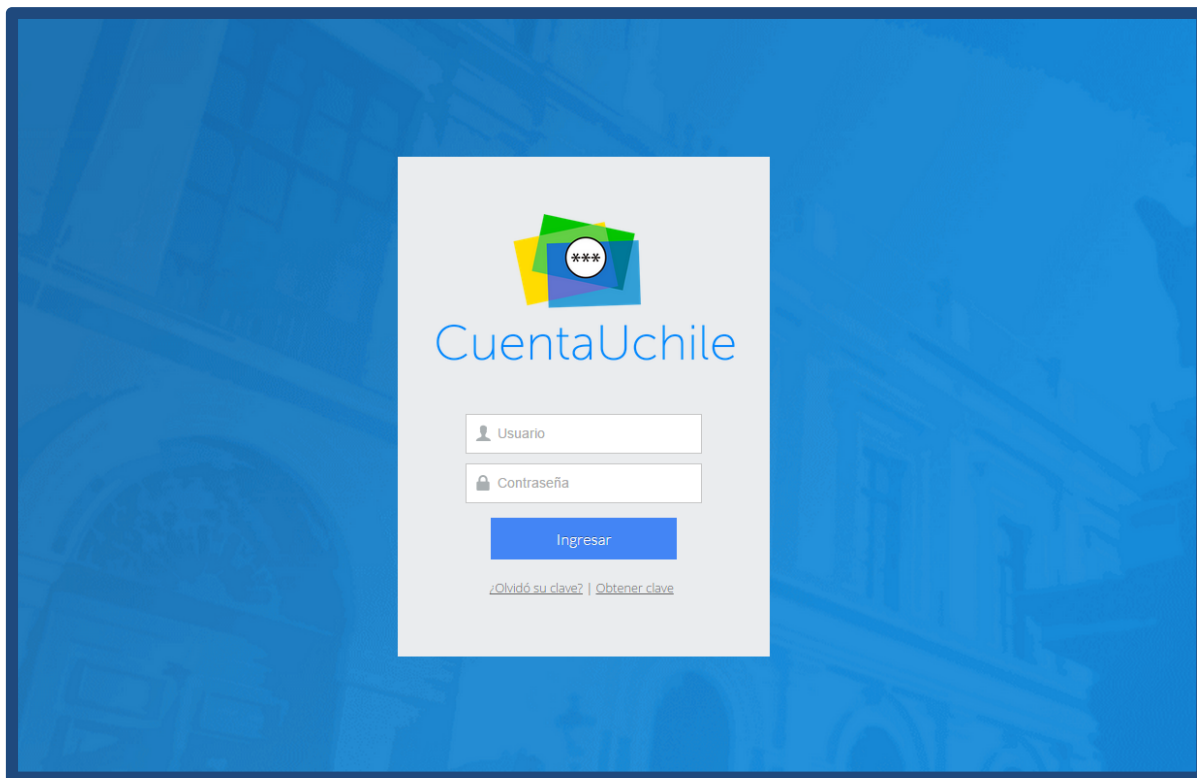 ***
CuentaUchile
Usuario
Contraseña
Ingresar
¿Olvidó su clave? | Obtener clave